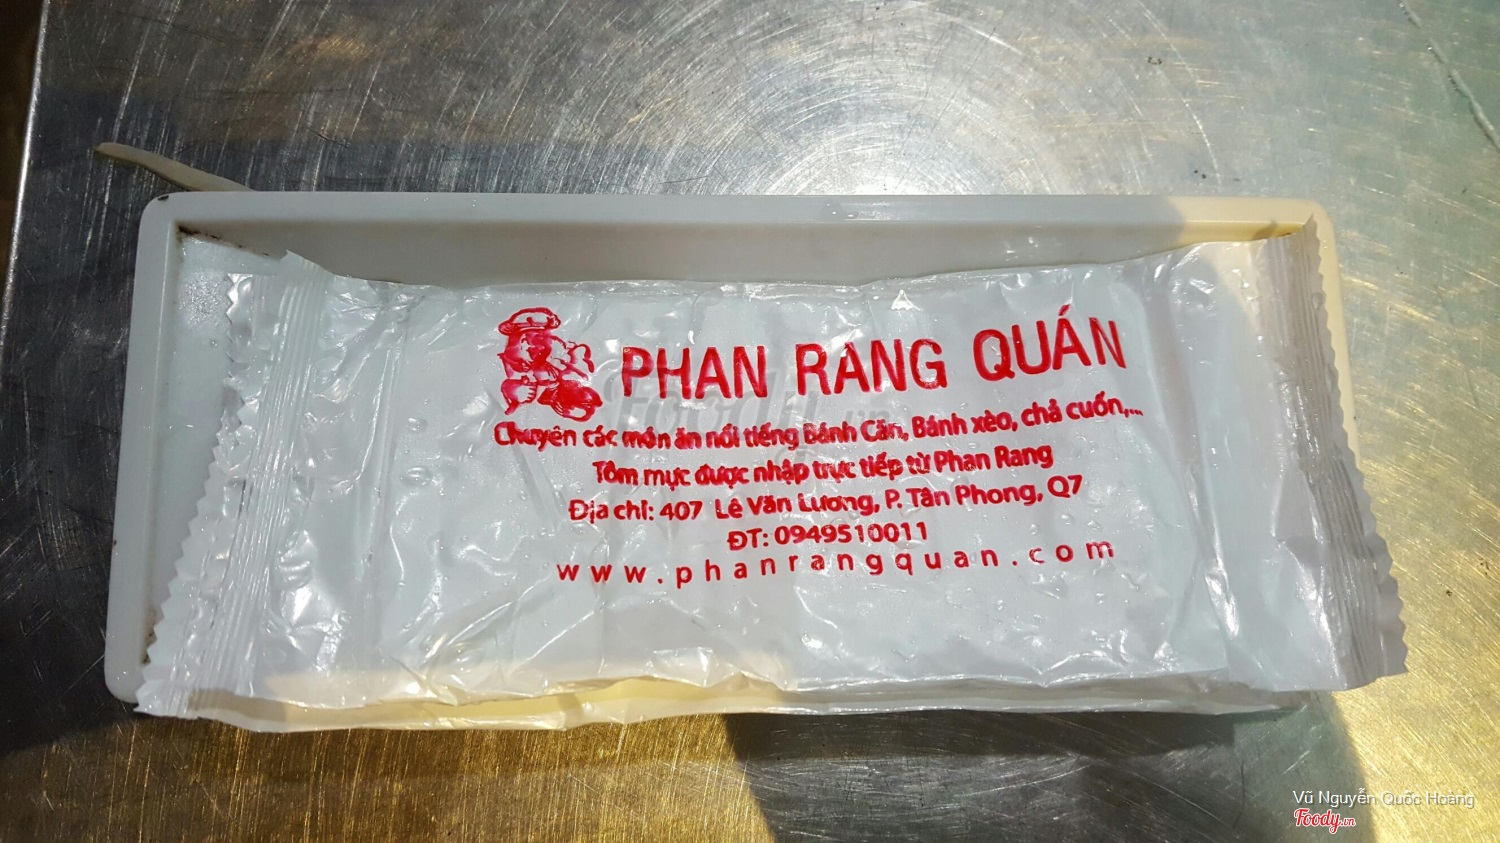 PHAN RANG QUÁN
Chuyên các món ăn nổi tiếng Bánh Căn, Bánh xèo, chả cuốn,...
Tôm mực được nhập trực tiếp từ Phan Rang
Địa chỉ: 407 Lê Văn Lương, P. Tân Phong, Q7
ĐT: 0949510011
www.phanrangquan.com
Foody.vn
Vũ Nguyễn Quốc Hoàng
Foody.vn